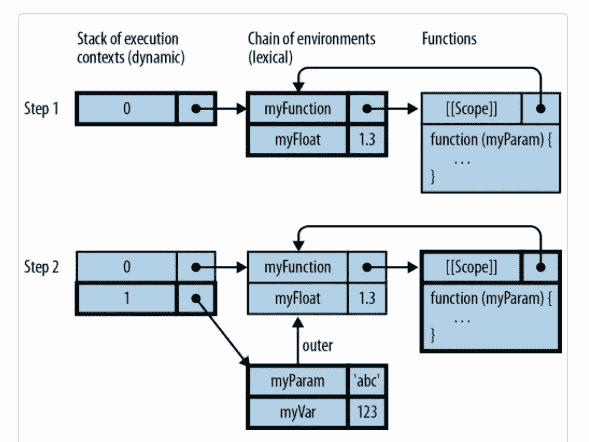 Stack of execution
contexts (dynamic)
Chain of environments
(lexical)
Functions
Step 1
0
myFunction
myFloat 1.3
[[Scope]]
function (myParam) {
...
}
Step 2
0
1
myFunction
myFloat 1.3
[[Scope]]
function (myParam) {
...
}
outer
myParam 'abc'
myVar 123